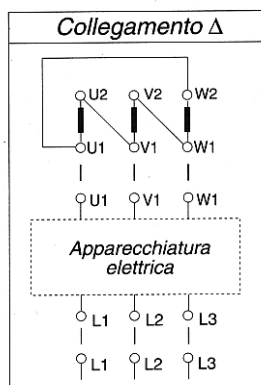 Collegamento Δ
U2 V2 W2
U1 V1 W1
U1 V1 W1
Apparecchiatura
elettrica
L1 L2 L3
L1 L2 L3